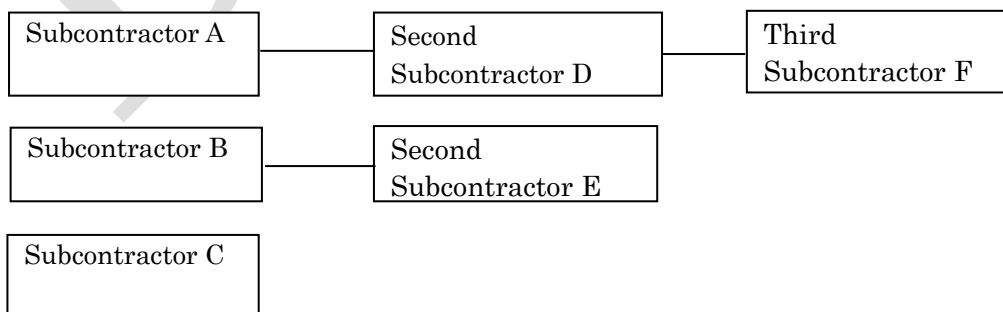 Subcontractor A
Second
Subcontractor D
Third
Subcontractor F
Subcontractor B
Second
Subcontractor E
Subcontractor C